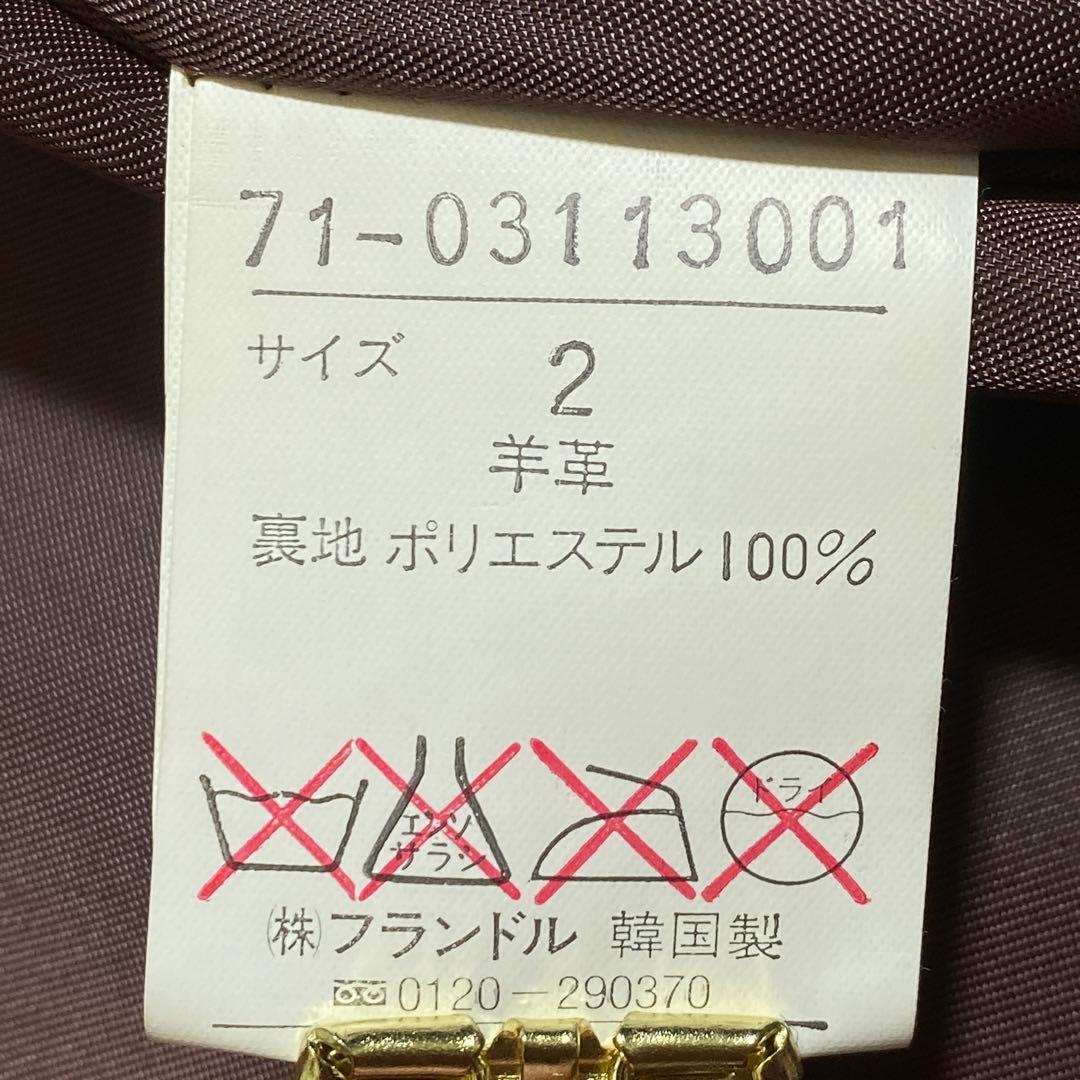 71-03113001
サイズ 2
羊革
裏地 ポリエステル100%
エンソ
サラシ
ドライ
㈱フランドル 韓国製
0120-290370